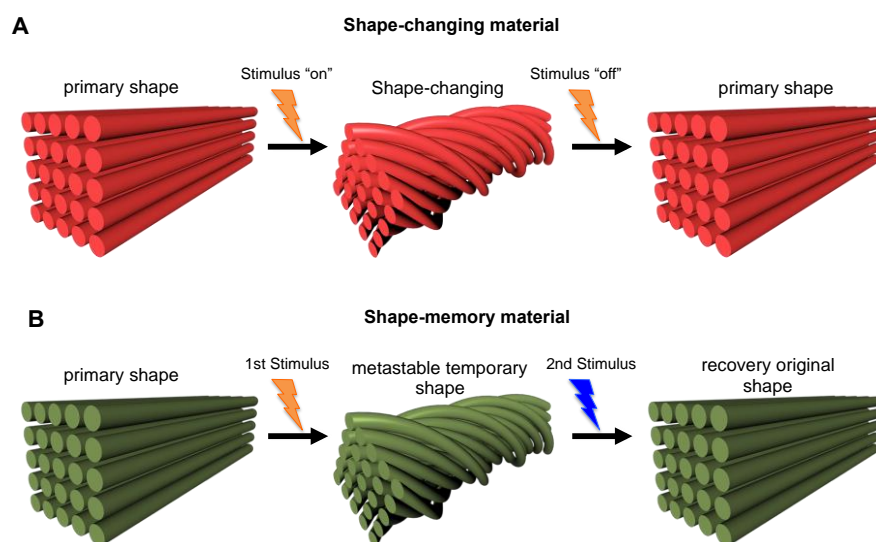 A
Shape-changing material
primary shape
Stimulus “on”
Shape-changing
Stimulus “off”
primary shape
B
Shape-memory material
primary shape
1st Stimulus
metastable temporary
shape
2nd Stimulus
recovery original
shape